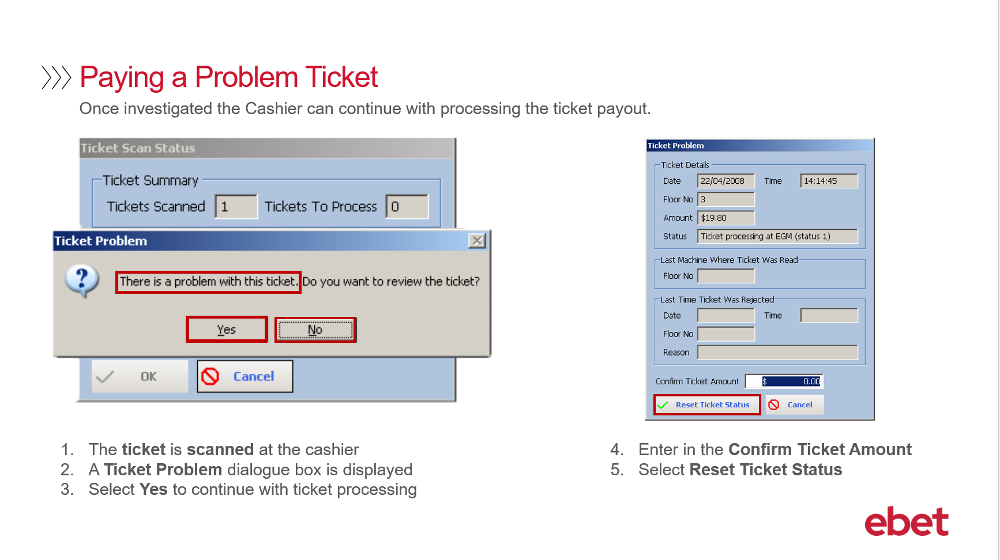 Paying a Problem Ticket
Once investigated the Cashier can continue with processing the ticket payout.
Ticket Scan Status
Ticket Summary
Tickets Scanned 1 Tickets To Process 0
Ticket Problem
There is a problem with this ticket. Do you want to review the ticket?
Yes No
OK Cancel
1. The ticket is scanned at the cashier
2. A Ticket Problem dialogue box is displayed
3. Select Yes to continue with ticket processing
Ticket Problem
Ticket Details
Date 22/04/2008 Time 14:14:45
Floor No 3
Amount $19.80
Status Ticket processing at EGM (status 1)
Last Machine Where Ticket Was Read
Floor No
Last Time Ticket Was Rejected
Date Time
Floor No
Reason
Confirm Ticket Amount $ 0.00
Reset Ticket Status Cancel
4. Enter in the Confirm Ticket Amount
5. Select Reset Ticket Status
ebet